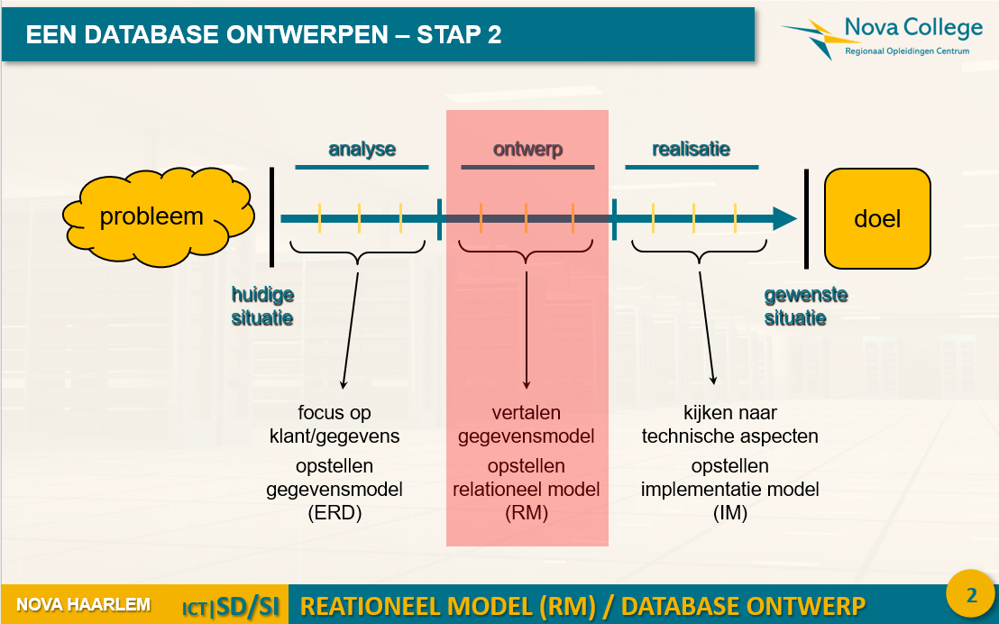 EEN DATABASE ONTWERPEN – STAP 2
Nova College
Regionaal Opleidingen Centrum
analyse
ontwerp
realisatie
probleem
doel
huidige
situatie
gewenste
situatie
focus op
klant/gegevens
opstellen
gegevensmodel
(ERD)
vertalen
gegevensmodel
opstellen
relationeel model
(RM)
kijken naar
technische aspecten
opstellen
implementatie model
(IM)
NOVA HAARLEM
ICT|SD/SI
REATIONEEL MODEL (RM) / DATABASE ONTWERP
2